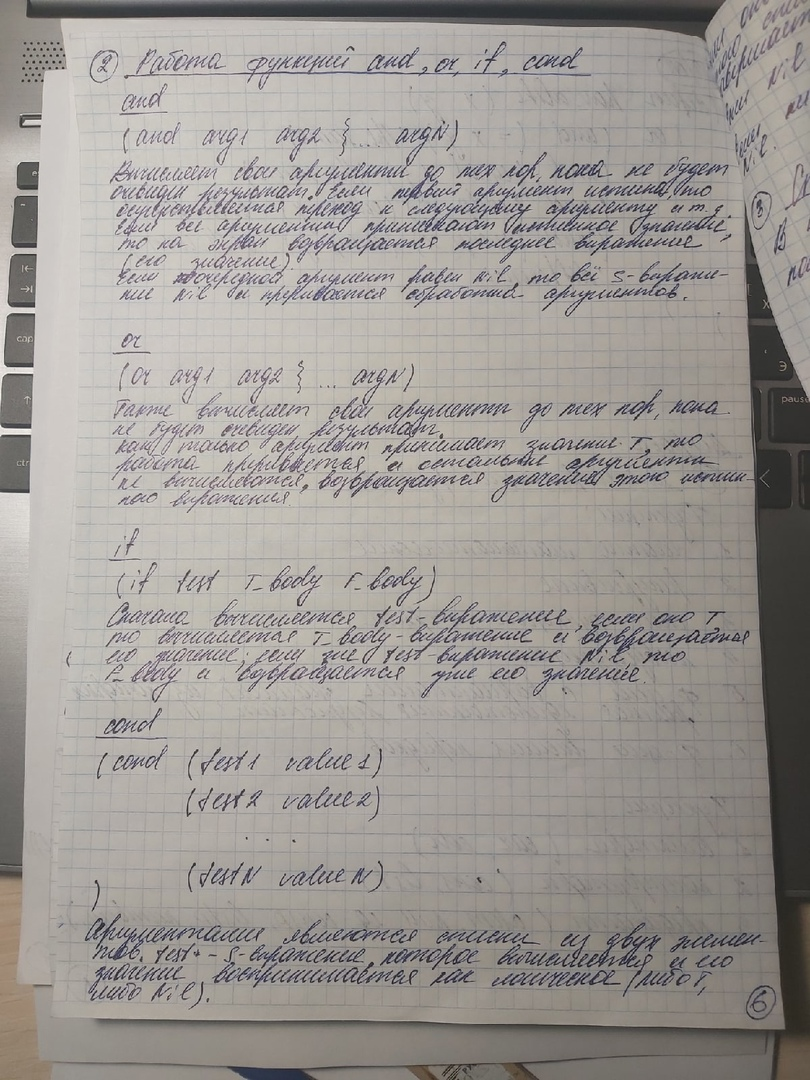 ② Работа функций and, or, if, cond
and
(and arg1 arg2 } ... argN)
Вычисляет свои аргументы до тех пор, пока не будет
очевиден результат. Если первый аргумент истина, то
осуществляется переход к следующему аргументу и т.д.
Если все аргументы принимают истинное значение,
то на экран возвращается последнее выражение
(его значение)
Если очередной аргумент равен Nil, то всё S-выраже-
ние Nil и прерывается обработка аргументов.
or
(or arg1 arg2 } ... argN)
Также вычисляет свои аргументы до тех пор, пока
не будет очевиден результат.
как только аргумент принимает значение T, то
работа прерывается и остальные аргументы
не вычисляются, возвращается значение этого истин-
ного выражения.
if
(if test T_body F_body)
Сначала вычисляется test-выражение, если оно T
то вычисляется T_body-выражение и возвращается
его значение; если же test-выражение Nil, то
F_body и возвращается уже его значение.
cond
(cond (test1 value1)
(test2 value2)
...
(testN valueN)
)
Аргументами являются списки из двух элемен-
тов. test - S-выражение, которое вычисляется и его
значение воспринимается как логическое (либо T,
либо Nil).
⑥
Nil
Nil.
③
В
caps
ctrl
pause
Э
X